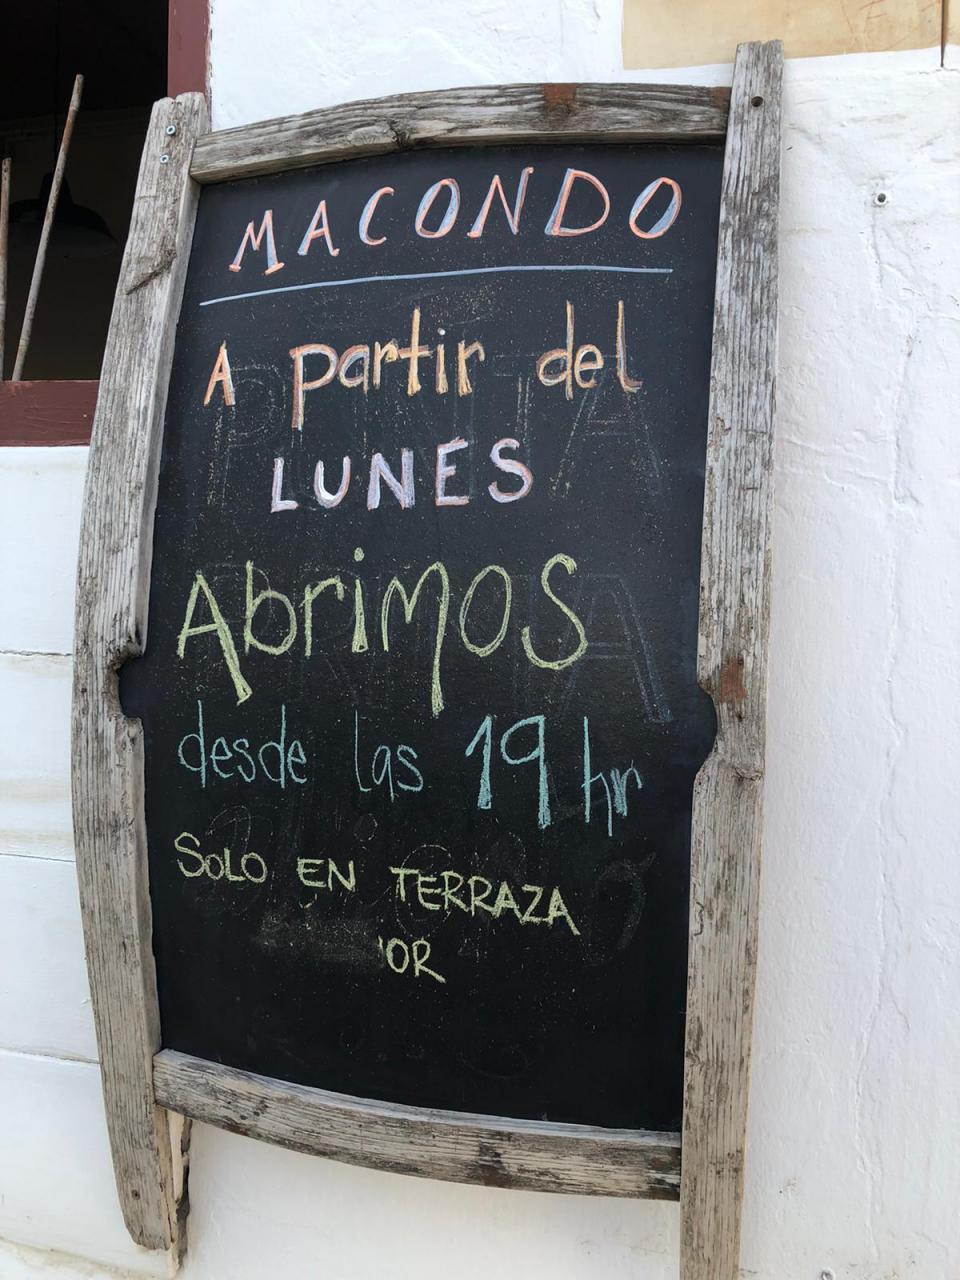 MACONDO
A partir del
LUNES
Abrimos
desde las 19 hr
SOLO EN TERRAZA